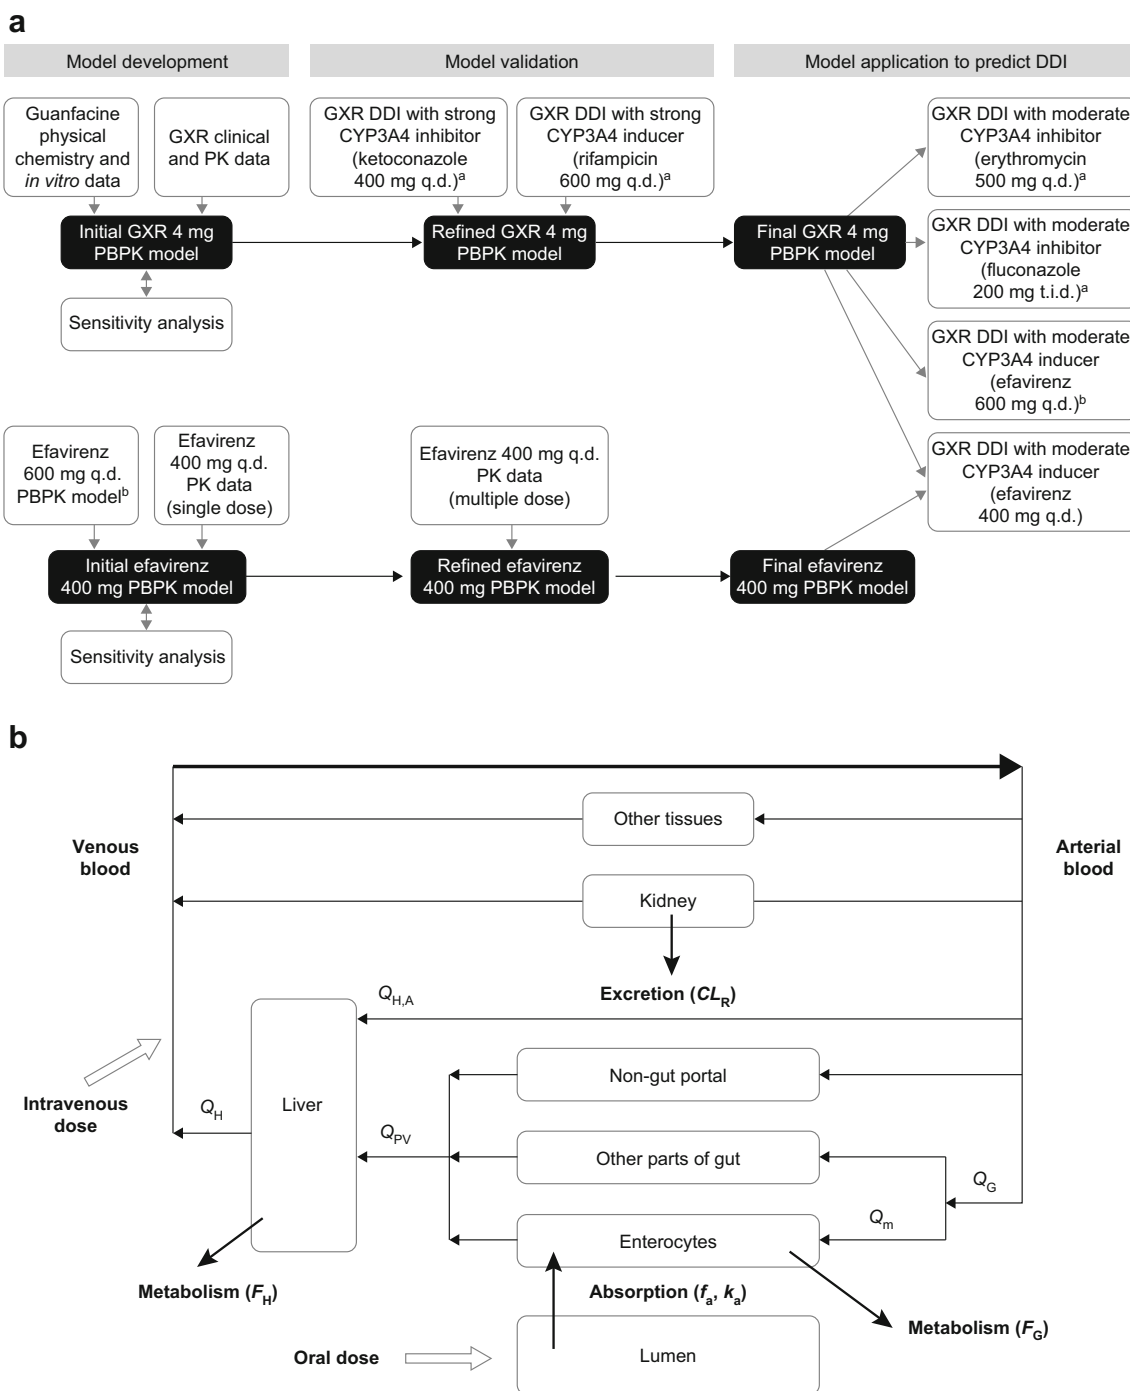 a
Model development
Model validation
Model application to predict DDI
Guanfacine
physical
chemistry and
in vitro data
GXR clinical
and PK data
GXR DDI with strong
CYP3A4 inhibitor
(ketoconazole
400 mg q.d.)a
GXR DDI with strong
CYP3A4 inducer
(rifampicin
600 mg q.d.)a
GXR DDI with moderate
CYP3A4 inhibitor
(erythromycin
500 mg q.d.)a
Initial GXR 4 mg
PBPK model
Refined GXR 4 mg
PBPK model
Final GXR 4 mg
PBPK model
GXR DDI with moderate
CYP3A4 inhibitor
(fluconazole
200 mg t.i.d.)a
Sensitivity analysis
GXR DDI with moderate
CYP3A4 inducer
(efavirenz
600 mg q.d.)b
Efavirenz
600 mg q.d.
PBPK modelb
Efavirenz
400 mg q.d.
PK data
(single dose)
Efavirenz 400 mg q.d.
PK data
(multiple dose)
GXR DDI with moderate
CYP3A4 inducer
(efavirenz
400 mg q.d.)
Initial efavirenz
400 mg PBPK model
Refined efavirenz
400 mg PBPK model
Final efavirenz
400 mg PBPK model
Sensitivity analysis
b
Other tissues
Venous
blood
Arterial
blood
Kidney
Excretion (CLR)
QH,A
Non-gut portal
Intravenous
dose
QH
Liver
QPV
Other parts of gut
QG
Qm
Enterocytes
Metabolism (FH)
Absorption (fa, ka)
Metabolism (FG)
Oral dose
Lumen